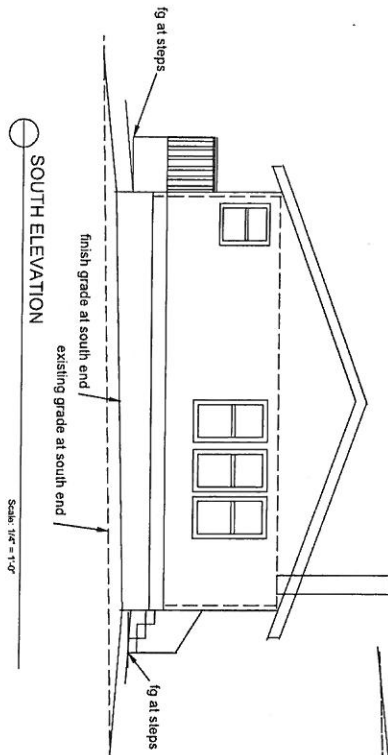 fg at steps
finish grade at south end
existing grade at south end
fg at steps
SOUTH ELEVATION
Scale: 1/4" = 1'-0"